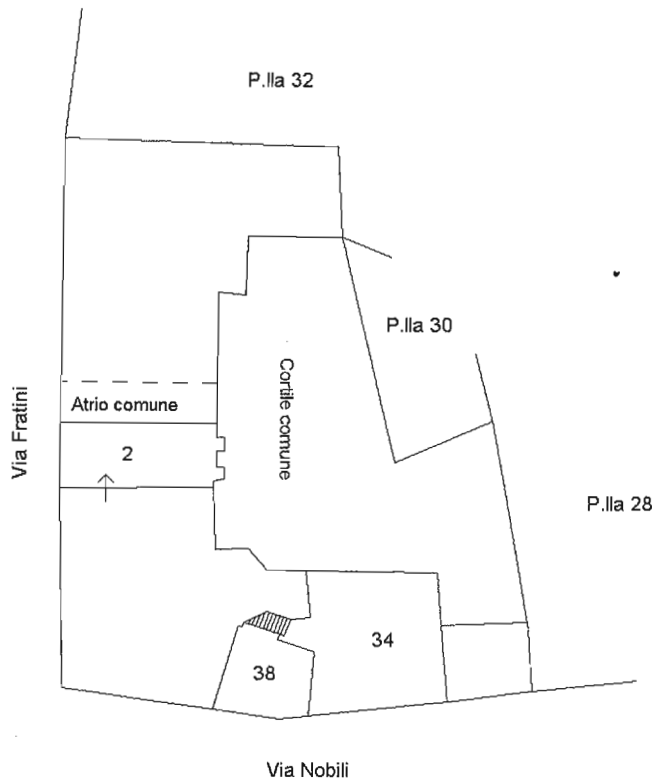 P.lla 32
P.lla 30
Cortile comune
Atrio comune
Via Fratini
2
P.lla 28
34
38
Via Nobili